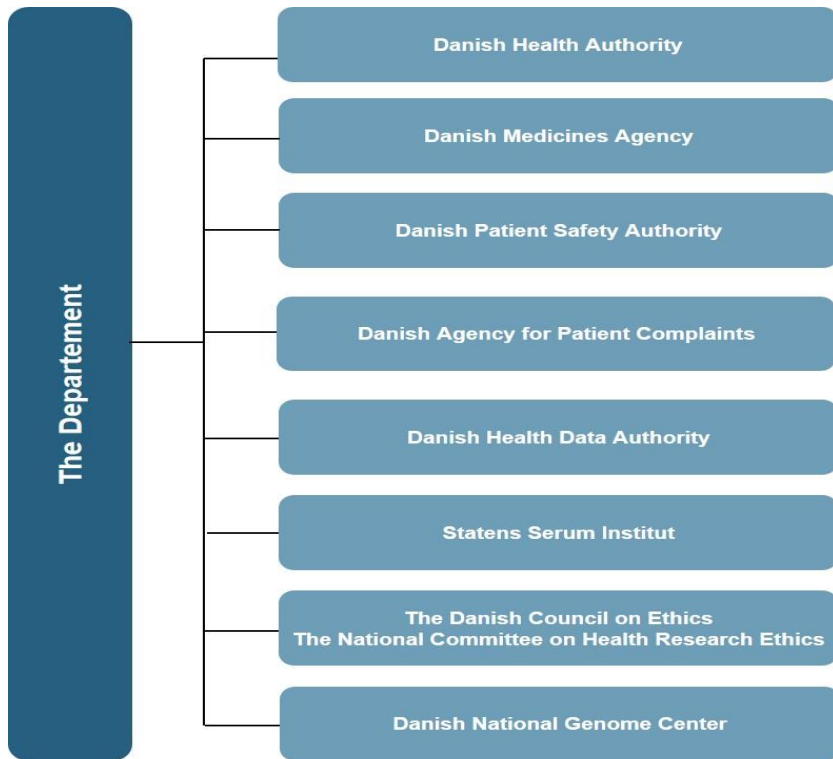 The Departement
Danish Health Authority
Danish Medicines Agency
Danish Patient Safety Authority
Danish Agency for Patient Complaints
Danish Health Data Authority
Statens Serum Institut
The Danish Council on Ethics
The National Committee on Health Research Ethics
Danish National Genome Center